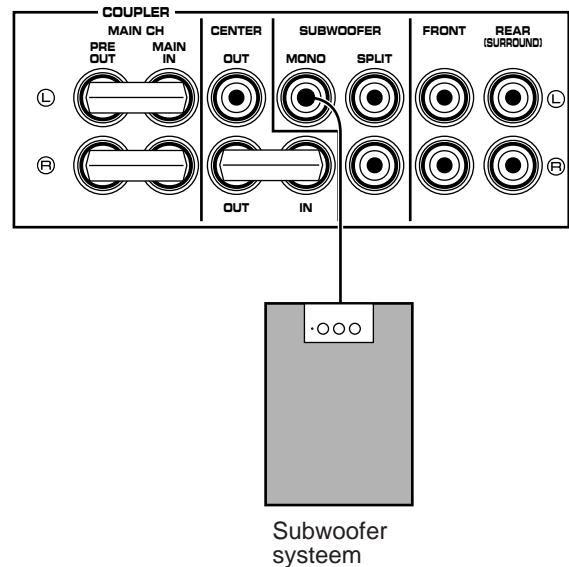 COUPLER
MAIN CH CENTER SUBWOOFER FRONT REAR
(SURROUND)
PRE OUT MAIN IN OUT MONO SPLIT
L L
R R
OUT IN
Subwoofer
systeem